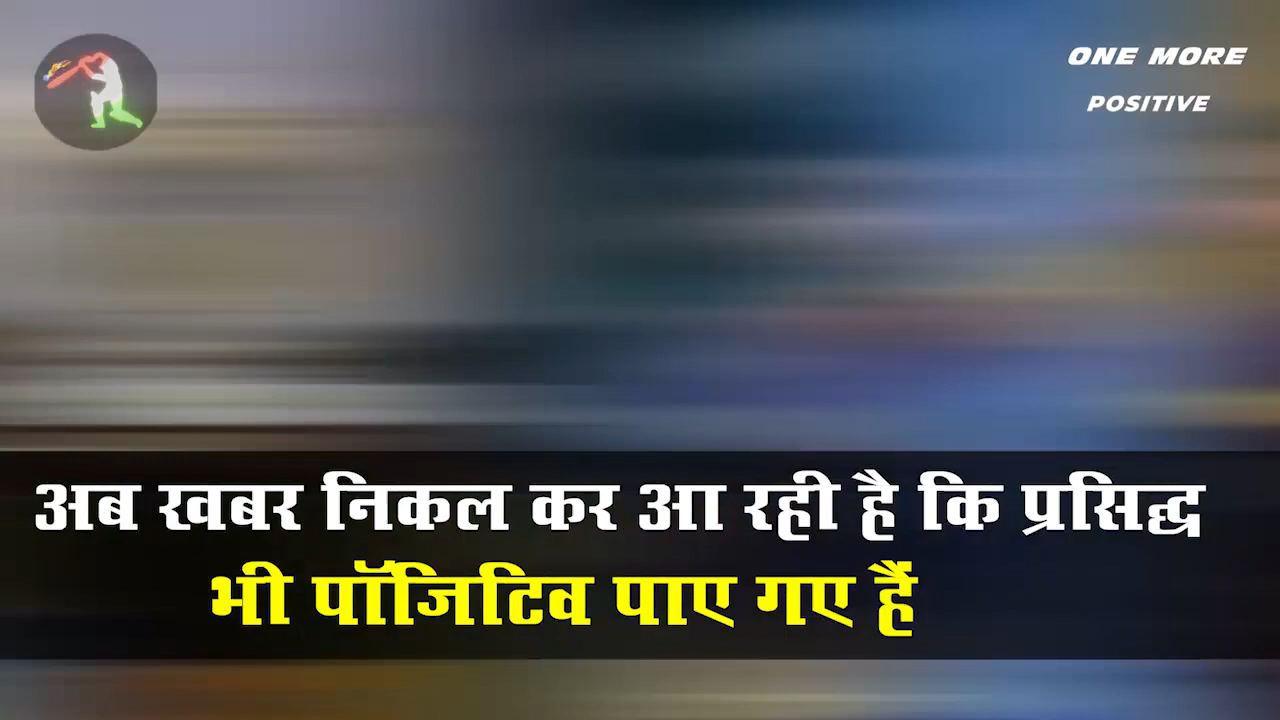 ONE MORE
POSITIVE
अब खबर निकल कर आ रही है कि प्रसिद्ध
भी पॉजिटिव पाए गए हैं